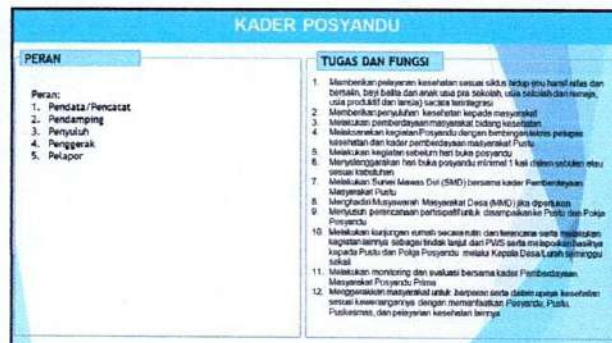 KADER POSYANDU
PERAN
Peran:
1. Pendata/Pencatat
2. Pendamping
3. Penyuluh
4. Penggerak
5. Pelapor
TUGAS DAN FUNGSI
1. Memberikan pelayanan kesehatan sesuai siklus hidup (ibu hamil nifas dan
bersalin, bayi balita dan anak usia pra sekolah, usia sekolah dan remaja,
usia produktif dan lansia) secara terintegrasi
2. Memberikan penyuluhan kesehatan kepada masyarakat
3. Melakukan pemberdayaan masyarakat bidang kesehatan
4. Melaksanakan kegiatan Posyandu dengan bimbingan teknis petugas
kesehatan dan kader pemberdayaan masyarakat Pustu
5. Melakukan kegiatan sebelum hari buka posyandu
6. Menyelenggarakan hari buka posyandu minimal 1 kali dalam sebulan atau
sesuai kebutuhan
7. Melakukan Survei Mawas Diri (SMD) bersama kader Pemberdayaan
Masyarakat Pustu
8. Menghadiri Musyawarah Masyarakat Desa (MMD) jika diperlukan
9. Menyusun perencanaan partisipatif untuk disampaikan ke Pustu dan Pokja
Posyandu
10. Melakukan kunjungan rumah secara rutin dan terencana serta melakukan
kegiatan lainnya sebagai tindak lanjut dari PWS serta melaporkan hasilnya
kepada Pustu dan Pokja Posyandu melalui Kepala Desa/Lurah seminggu
sekali
11. Melakukan monitoring dan evaluasi bersama kader Pemberdayaan
Masyarakat Posyandu Prima
12. Menggerakkan masyarakat untuk berperan serta dalam upaya kesehatan
sesuai kewenangannya dengan memanfaatkan Posyandu, Pustu,
Puskesmas, dan pelayanan kesehatan lainnya